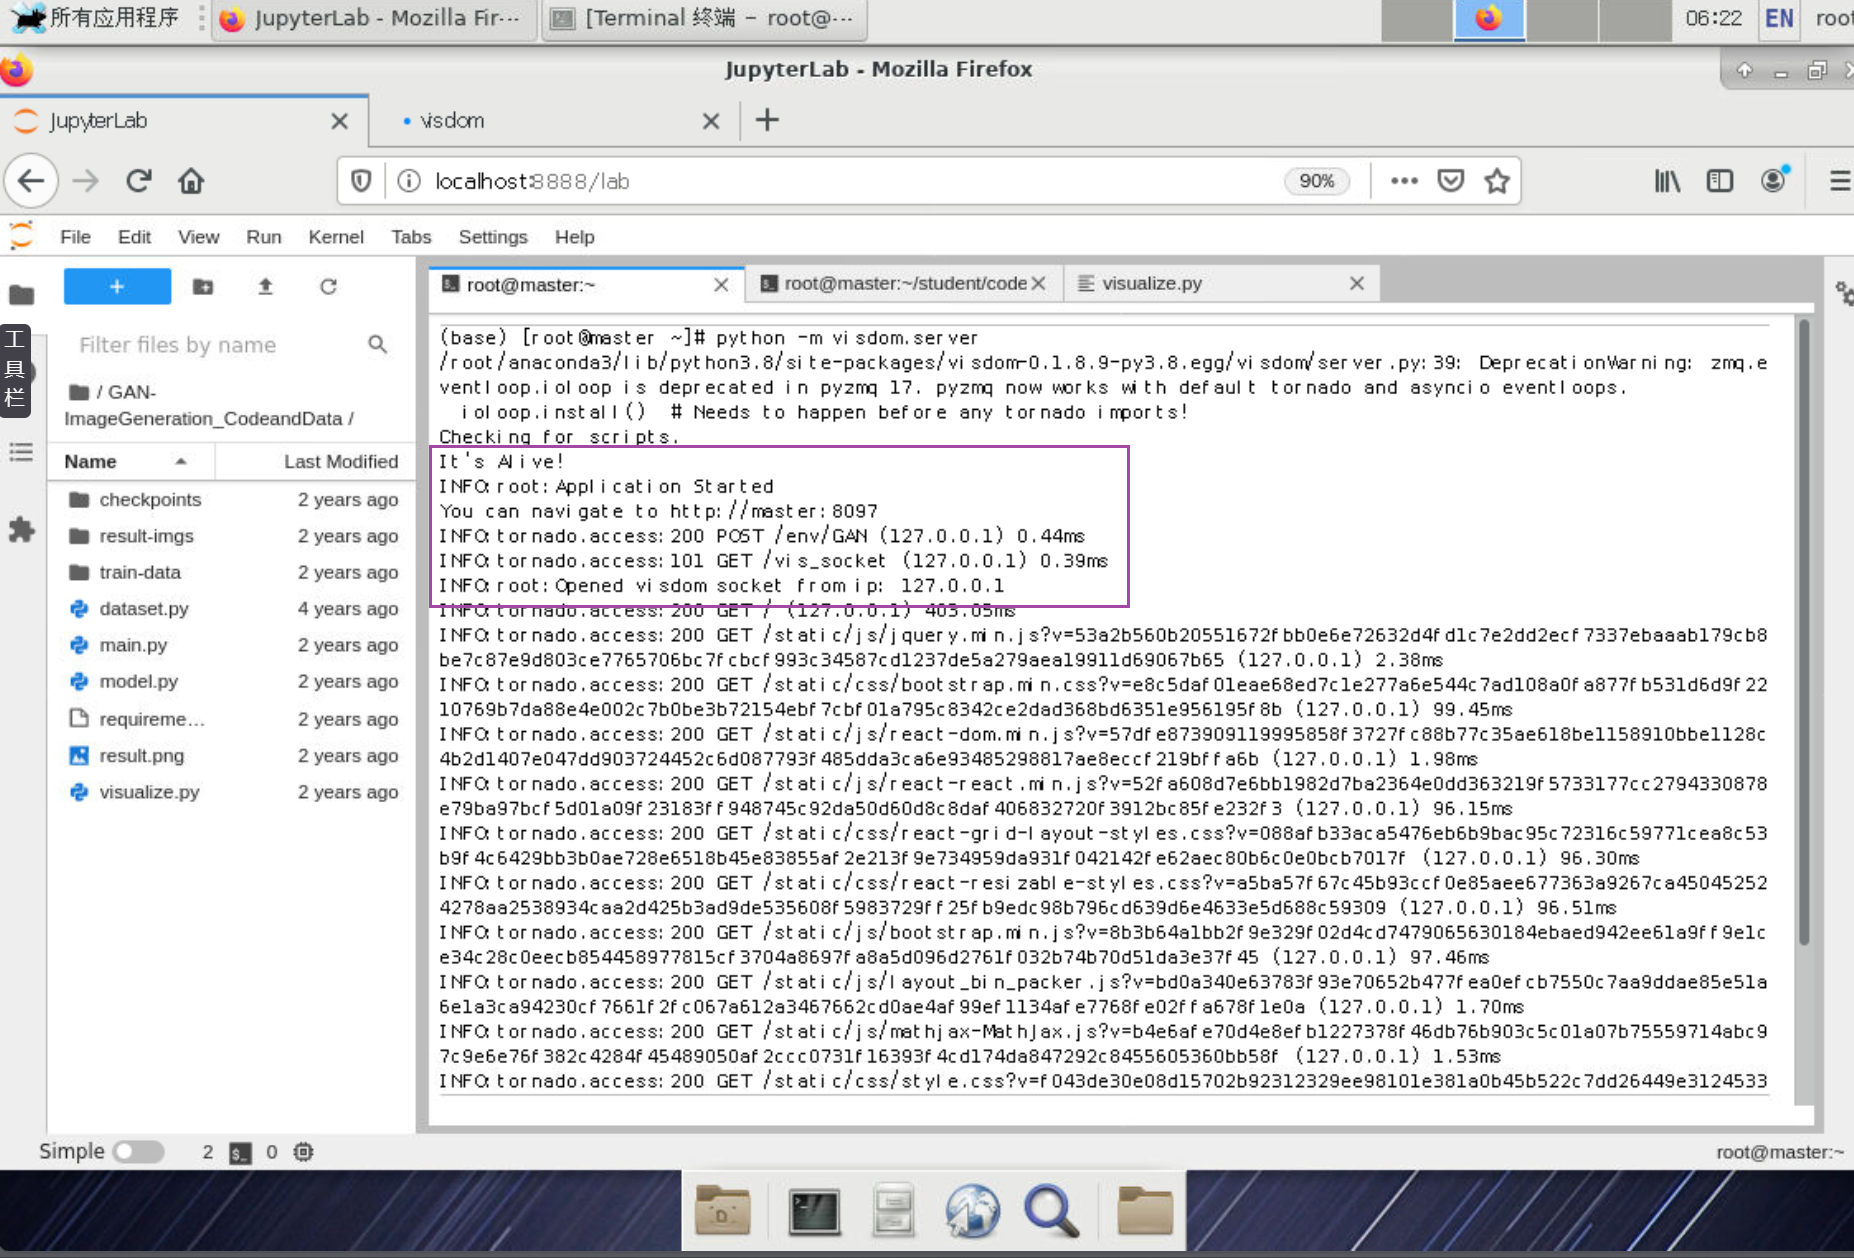 所有应用程序
JupyterLab - Mozilla Fir···
[Terminal 终端 - root@···
06:22
EN
root
JupyterLab - Mozilla Firefox
JupyterLab
visdom
localhost:8888/lab
90%
File Edit View Run Kernel Tabs Settings Help
root@master:~
root@master:~/student/code
visualize.py
工具栏
Filter files by name
/ GAN-
ImageGeneration_CodeandData /
Name Last Modified
checkpoints 2 years ago
result-imgs 2 years ago
train-data 2 years ago
dataset.py 4 years ago
main.py 2 years ago
model.py 2 years ago
requireme… 2 years ago
result.png 2 years ago
visualize.py 2 years ago
(base) [root@master ~]# python -m visdom.server
/root/anaconda3/lib/python3.8/site-packages/visdom-0.1.8.9-py3.8.egg/visdom/server.py:39: DeprecationWarning: zmq.e
ventloop.ioloop is deprecated in pyzmq 17. pyzmq now works with default tornado and asyncio eventloops.
ioloop.install()  # Needs to happen before any tornado imports!
Checking for scripts.
It's Alive!
INFO:root:Application Started
You can navigate to http://master:8097
INFO:tornado.access:200 POST /env/GAN (127.0.0.1) 0.44ms
INFO:tornado.access:101 GET /vis_socket (127.0.0.1) 0.39ms
INFO:root:Opened visdom socket from ip: 127.0.0.1
INFO:tornado.access:200 GET / (127.0.0.1) 403.05ms
INFO:tornado.access:200 GET /static/js/jquery.min.js?v=53a2b560b20551672fbb0e6e72632d4fd1c7e2dd2ecf7337ebaaab179cb8
be7c87e9d803ce7765706bc7fcbcf993c34587cd1237de5a279aea19911d69067b65 (127.0.0.1) 2.38ms
INFO:tornado.access:200 GET /static/css/bootstrap.min.css?v=e8c5daf01eae68ed7c1e277a6e544c7ad108a0fa877fb531d6d9f22
10769b7da88e4e002c7b0be3b72154ebf7cbf01a795c8342ce2dad368bd6351e956195f8b (127.0.0.1) 99.45ms
INFO:tornado.access:200 GET /static/js/react-dom.min.js?v=57dfe873909119995858f3727fc88b77c35ae618be1158910bbe1128c
4b2d1407e047dd903724452c6d087793f485dda3ca6e93485298817ae8eccf219bffa6b (127.0.0.1) 1.98ms
INFO:tornado.access:200 GET /static/js/react-react.min.js?v=52fa608d7e6bb1982d7ba2364e0dd363219f5733177cc2794330878
e79ba97bcf5d01a09f23183ff948745c92da50d60d8c8daf406832720f3912bc85fe232f3 (127.0.0.1) 96.15ms
INFO:tornado.access:200 GET /static/css/react-grid-layout-styles.css?v=088afb33aca5476eb6b9bac95c72316c59771cea8c53
b9f4c6429bb3b0ae728e6518b45e83855af2e213f9e734959da931f042142fe62aec80b6c0e0bcb7017f (127.0.0.1) 96.30ms
INFO:tornado.access:200 GET /static/css/react-resizable-styles.css?v=a5ba57f67c45b93ccf0e85aee677363a9267ca45045252
4278aa2538934caa2d425b3ad9de535608f5983729ff25fb9edc98b796cd639d6e4633e5d688c59309 (127.0.0.1) 96.51ms
INFO:tornado.access:200 GET /static/js/bootstrap.min.js?v=8b3b64a1bb2f9e329f02d4cd7479065630184ebaed942ee61a9ff9e1c
e34c28c0eecb854458977815cf3704a8697fa8a5d096d2761f032b74b70d51da3e37f45 (127.0.0.1) 97.46ms
INFO:tornado.access:200 GET /static/js/layout_bin_packer.js?v=bd0a340e63783f93e70652b477fea0efcb7550c7aa9ddae85e51a
6e1a3ca94230cf7661f2fc067a612a3467662cd0ae4af99ef1134afe7768fe02ffa678f1e0a (127.0.0.1) 1.70ms
INFO:tornado.access:200 GET /static/js/mathjax-MathJax.js?v=b4e6afe70d4e8efb1227378f46db76b903c5c01a07b75559714abc9
7c9e6e76f382c4284f45489050af2ccc0731f16393f4cd174da847292c8455605360bb58f (127.0.0.1) 1.53ms
INFO:tornado.access:200 GET /static/css/style.css?v=f043de30e08d15702b92312329ee98101e381a0b45b522c7dd26449e3124533
Simple 2 0
root@master:~